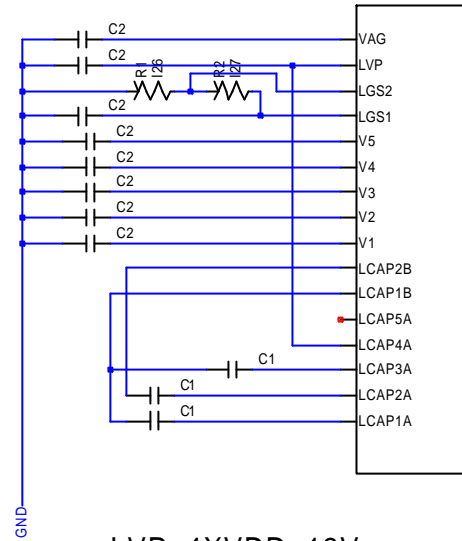 C2
VAG
C2
LVP
R1
I26
R2
I27
LGS2
C2
LGS1
C2
V5
C2
V4
C2
V3
C2
V2
C2
V1
LCAP2B
LCAP1B
LCAP5A
LCAP4A
C1
LCAP3A
C1
LCAP2A
C1
LCAP1A
GND